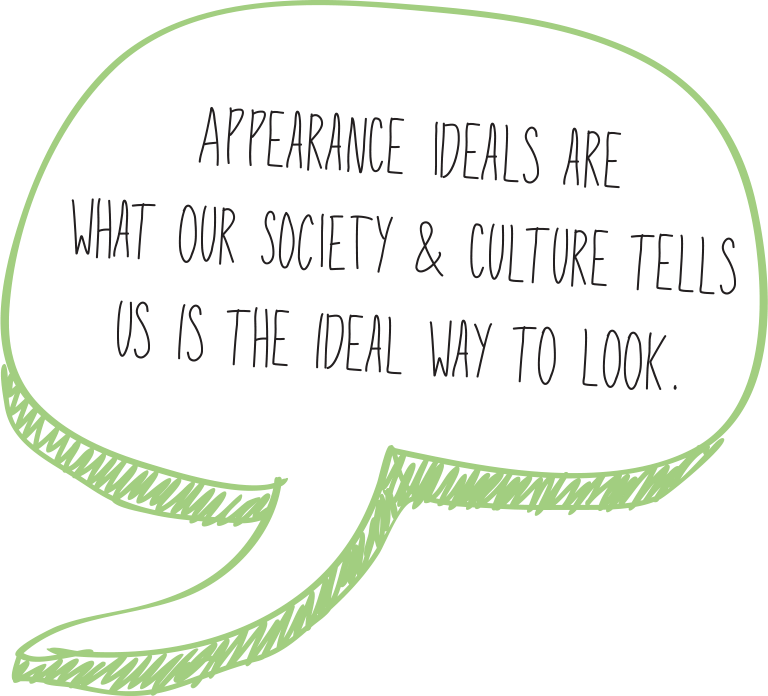 APPEARANCE IDEALS ARE
WHAT OUR SOCIETY & CULTURE TELLS
US IS THE IDEAL WAY TO LOOK.